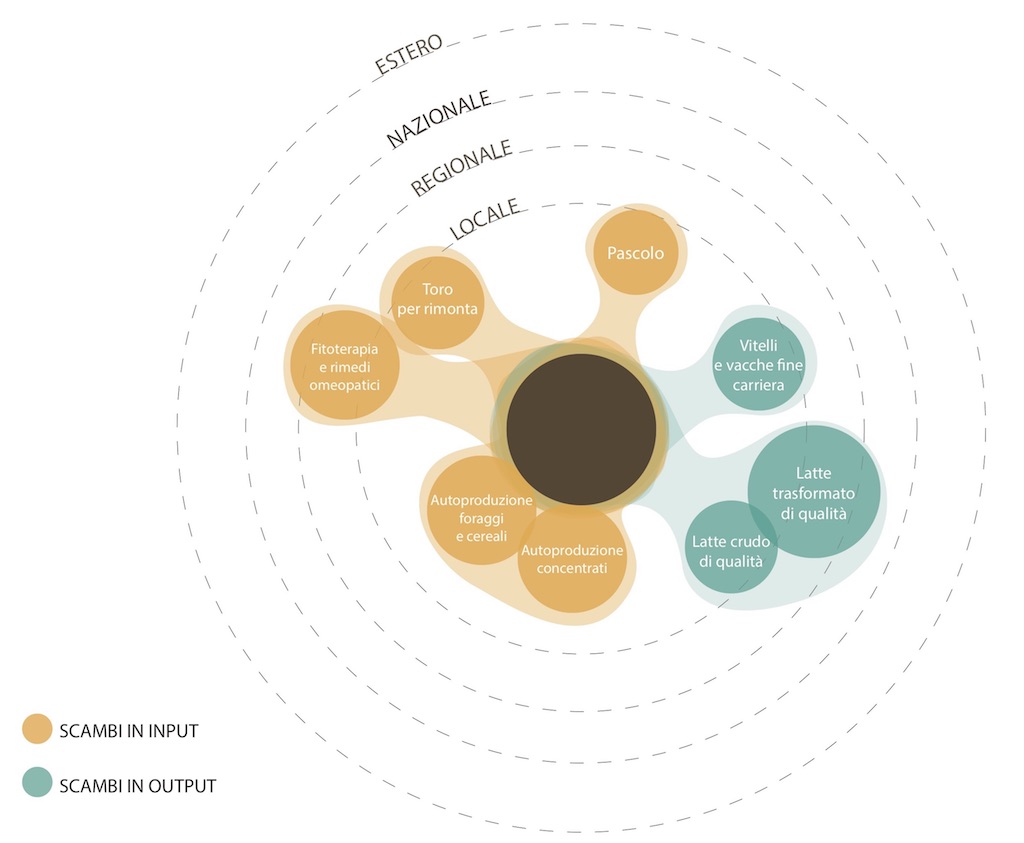 ESTERO
NAZIONALE
REGIONALE
LOCALE
Pascolo
Toro
per rimonta
Fitoterapia
e rimedi
omeopatici
Vitelli
e vacche fine
carriera
Latte
trasformato
di qualità
Latte crudo
di qualità
Autoproduzione
foraggi
e cereali
Autoproduzione
concentrati
SCAMBI IN INPUT
SCAMBI IN OUTPUT